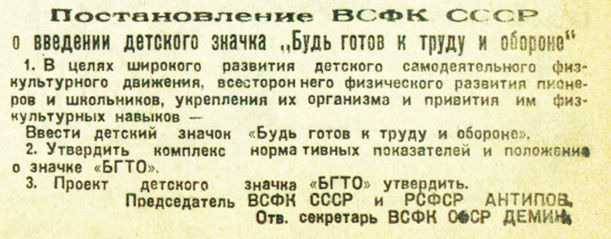 Постановление ВСФК СССР
о введении детского значка „Будь готов к труду и обороне“
1. В целях широкого развития детского самодеятельного физ-
культурного движения, всестороннего физического развития пионе-
ров и школьников, укрепления их организма и привития им физ-
культурных навыков —
Ввести детский значок «Будь готов к труду и обороне».
2. Утвердить комплекс нормативных показателей и положение
о значке «БГТО».
3. Проект детского значка «БГТО» утвердить.
Председатель ВСФК СССР и РСФСР АНТИПОВ,
Отв. секретарь ВСФК СССР ДЕМИН.